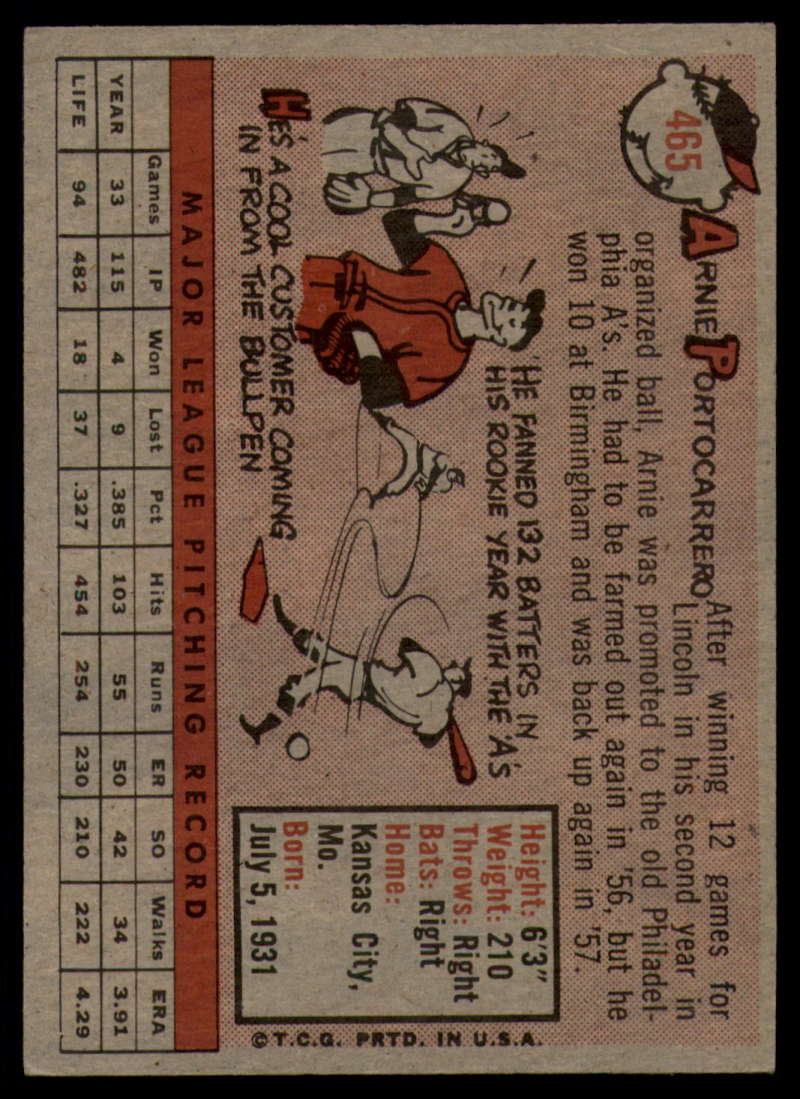 465
ARNIE PORTOCARRERO
After winning 12 games for
Lincoln in his second year in
organized ball, Arnie was promoted to the old Philadel-
phia A's. He had to be farmed out again in '56, but he
won 10 at Birmingham and was back up again in '57.
HE FANNED 132 BATTERS IN
HIS ROOKIE YEAR WITH THE 'A's
HE'S A COOL CUSTOMER COMING
IN FROM THE BULLPEN
Height: 6'3"
Weight: 210
Throws: Right
Bats: Right
Home:
Kansas City,
Mo.
Born:
July 5, 1931
© T.C.G. PRTD. IN U.S.A.
MAJOR LEAGUE PITCHING RECORD
Games IP Won Lost Pct Hits Runs ER SO Walks ERA
YEAR 33 115 4 9 .385 103 55 50 42 34 3.91
LIFE 94 482 18 37 .327 454 254 230 210 222 4.29